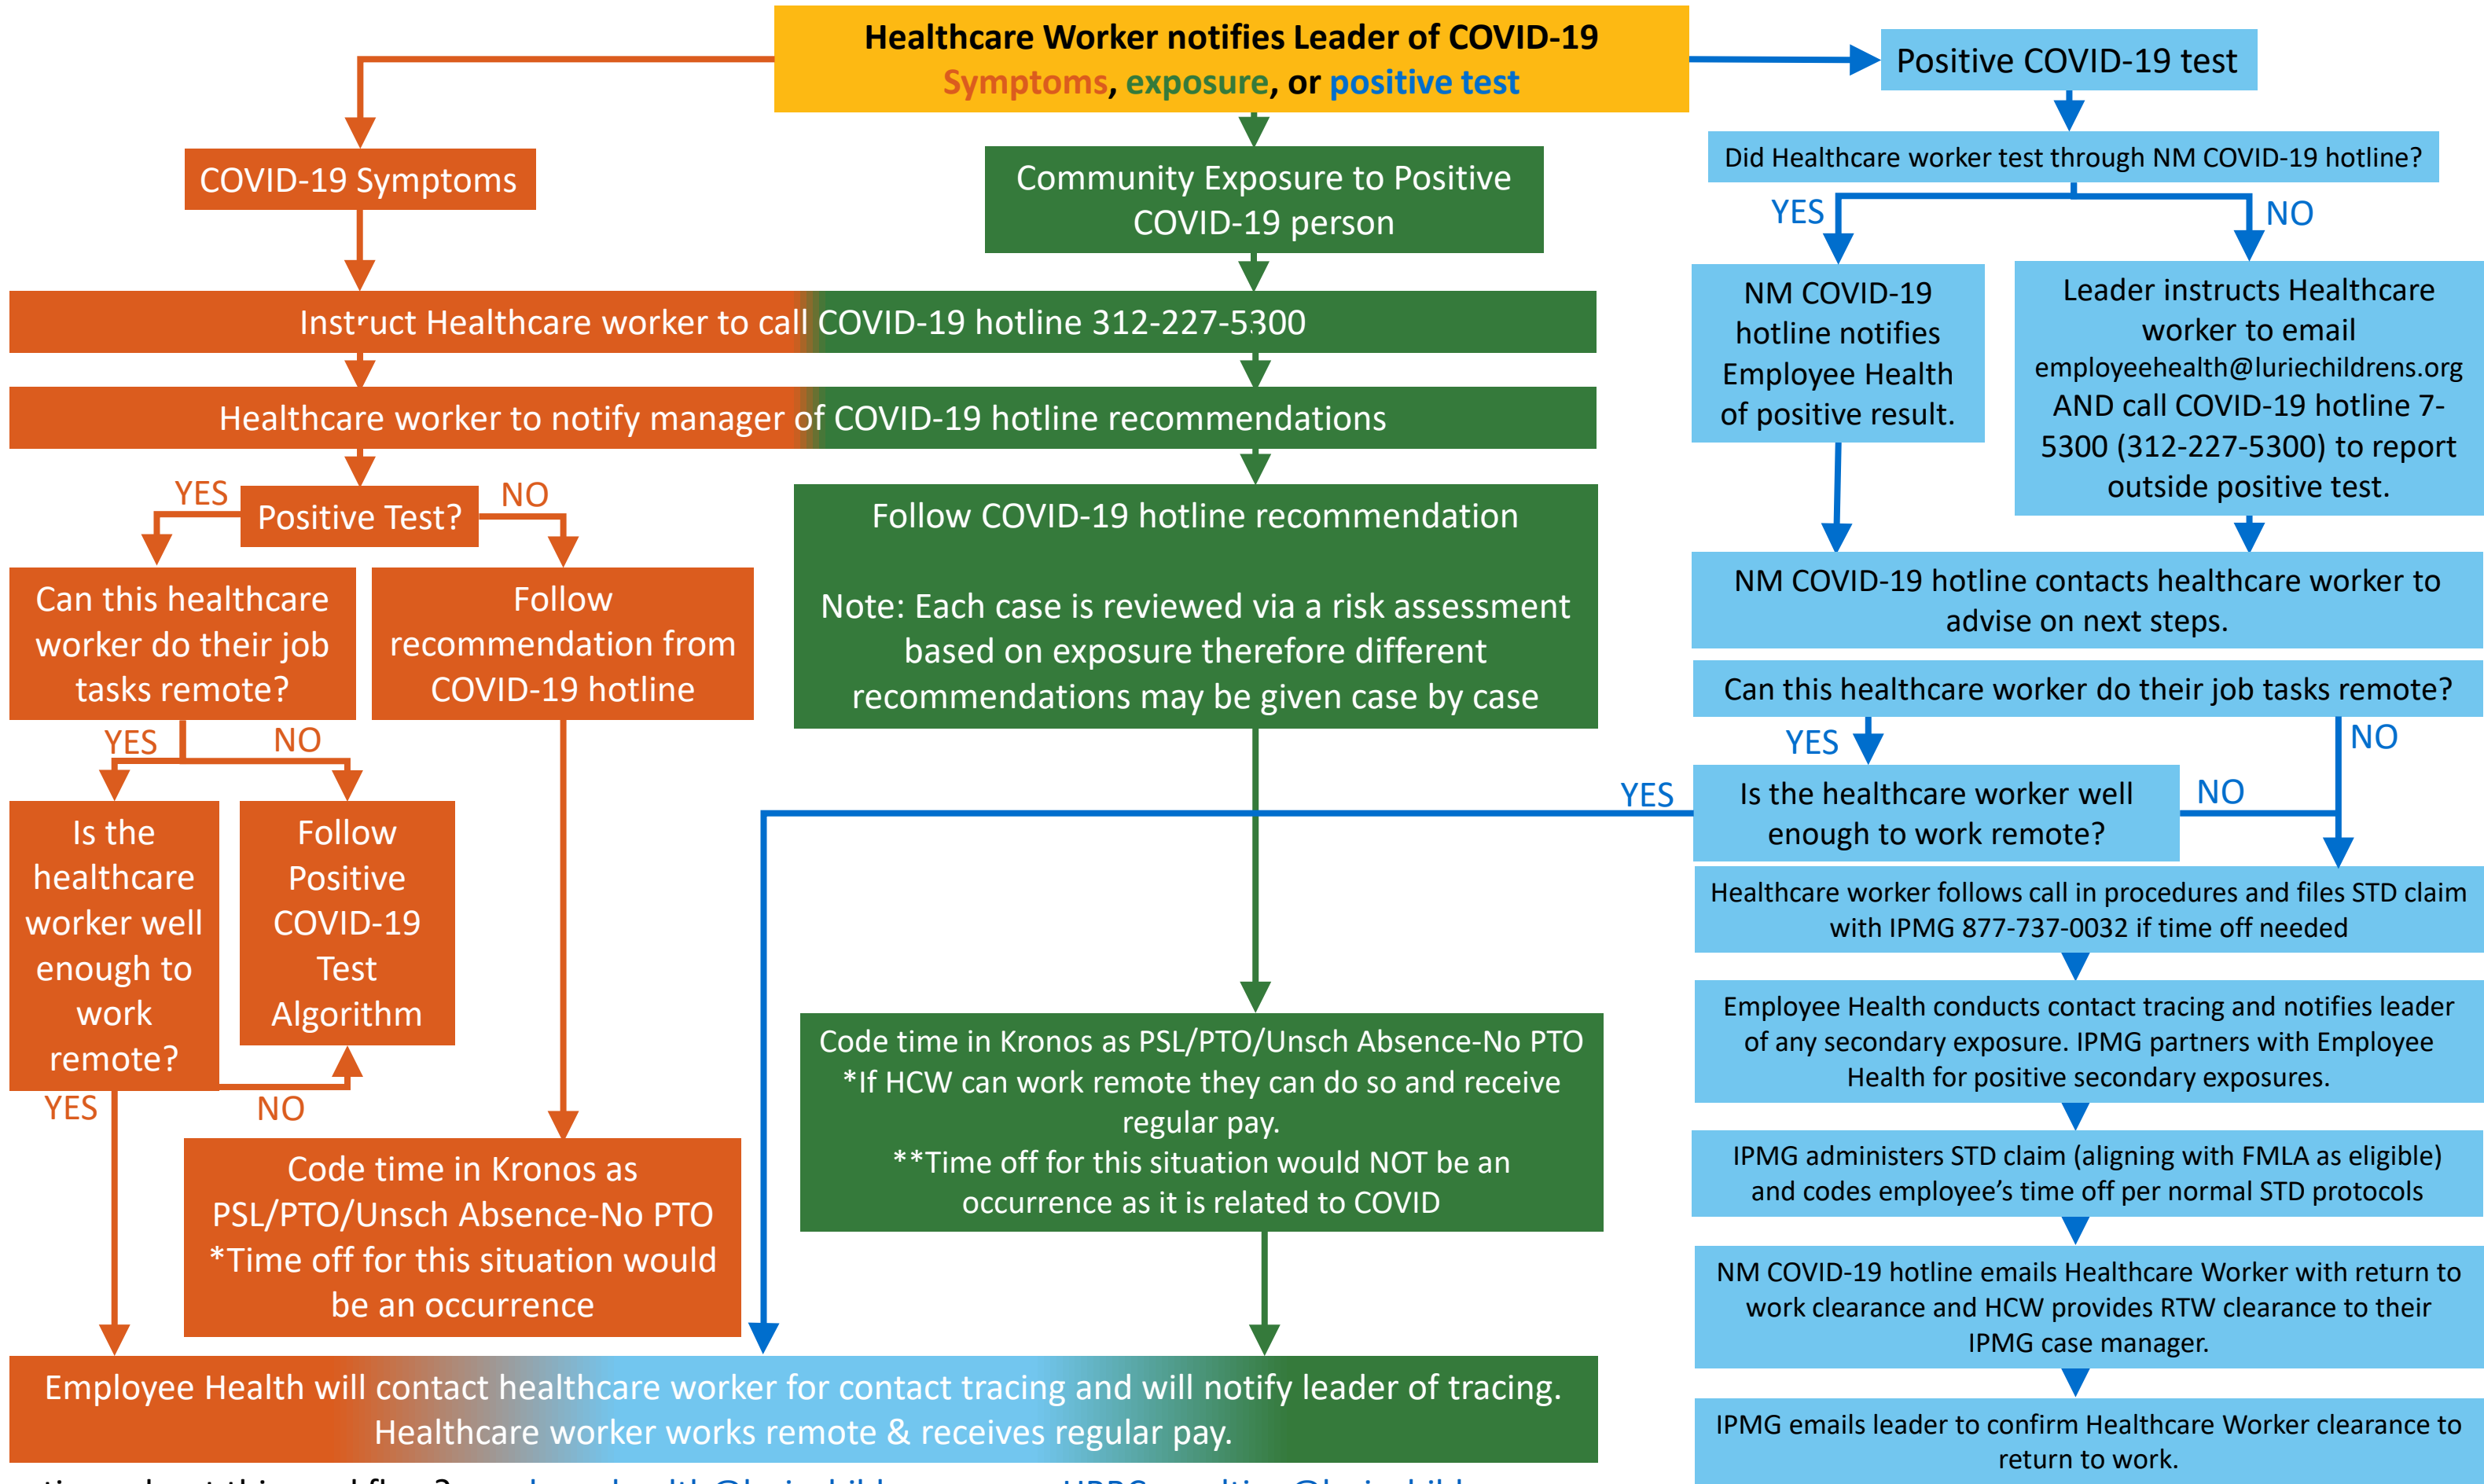 Healthcare Worker notifies Leader of COVID-19
Symptoms, exposure, or positive test
COVID-19 Symptoms
Community Exposure to Positive
COVID-19 person
Instruct Healthcare worker to call COVID-19 hotline 312-227-5300
Healthcare worker to notify manager of COVID-19 hotline recommendations
Positive Test?
YES
NO
Can this healthcare
worker do their job
tasks remote?
Follow
recommendation from
COVID-19 hotline
YES
NO
Is the
healthcare
worker well
enough to
work
remote?
Follow
Positive
COVID-19
Test
Algorithm
YES
NO
Code time in Kronos as
PSL/PTO/Unsch Absence-No PTO
*Time off for this situation would
be an occurrence
Follow COVID-19 hotline recommendation
Note: Each case is reviewed via a risk assessment
based on exposure therefore different
recommendations may be given case by case
Code time in Kronos as PSL/PTO/Unsch Absence-No PTO
*If HCW can work remote they can do so and receive
regular pay.
**Time off for this situation would NOT be an
occurrence as it is related to COVID
Employee Health will contact healthcare worker for contact tracing and will notify leader of tracing.
Healthcare worker works remote & receives regular pay.
Positive COVID-19 test
Did Healthcare worker test through NM COVID-19 hotline?
YES
NO
NM COVID-19
hotline notifies
Employee Health
of positive result.
Leader instructs Healthcare
worker to email
employeehealth@luriechildrens.org
AND call COVID-19 hotline 7-
5300 (312-227-5300) to report
outside positive test.
NM COVID-19 hotline contacts healthcare worker to
advise on next steps.
Can this healthcare worker do their job tasks remote?
YES
NO
Is the healthcare worker well
enough to work remote?
YES
NO
Healthcare worker follows call in procedures and files STD claim
with IPMG 877-737-0032 if time off needed
Employee Health conducts contact tracing and notifies leader
of any secondary exposure. IPMG partners with Employee
Health for positive secondary exposures.
IPMG administers STD claim (aligning with FMLA as eligible)
and codes employee's time off per normal STD protocols
NM COVID-19 hotline emails Healthcare Worker with return to
work clearance and HCW provides RTW clearance to their
IPMG case manager.
IPMG emails leader to confirm Healthcare Worker clearance to
return to work.